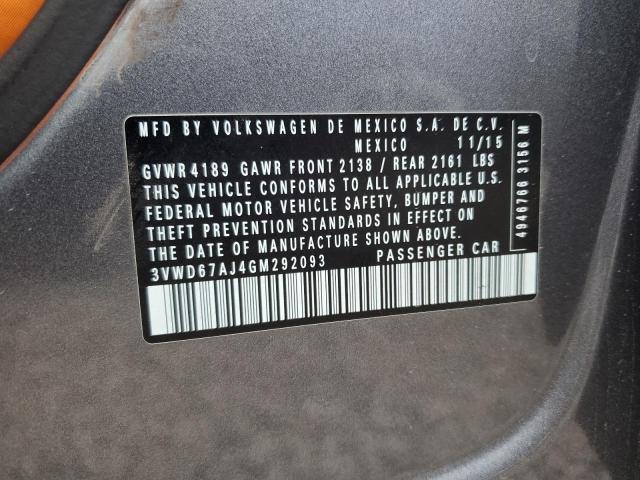 MFD BY VOLKSWAGEN DE MEXICO S.A. DE C.V.
MEXICO 11/15
GVWR 4189 GAWR FRONT 2138 / REAR 2161 LBS
THIS VEHICLE CONFORMS TO ALL APPLICABLE U.S.
FEDERAL MOTOR VEHICLE SAFETY, BUMPER AND
THEFT PREVENTION STANDARDS IN EFFECT ON
THE DATE OF MANUFACTURE SHOWN ABOVE.
3VWD67AJ4GM292093 PASSENGER CAR
4946766 3156 M